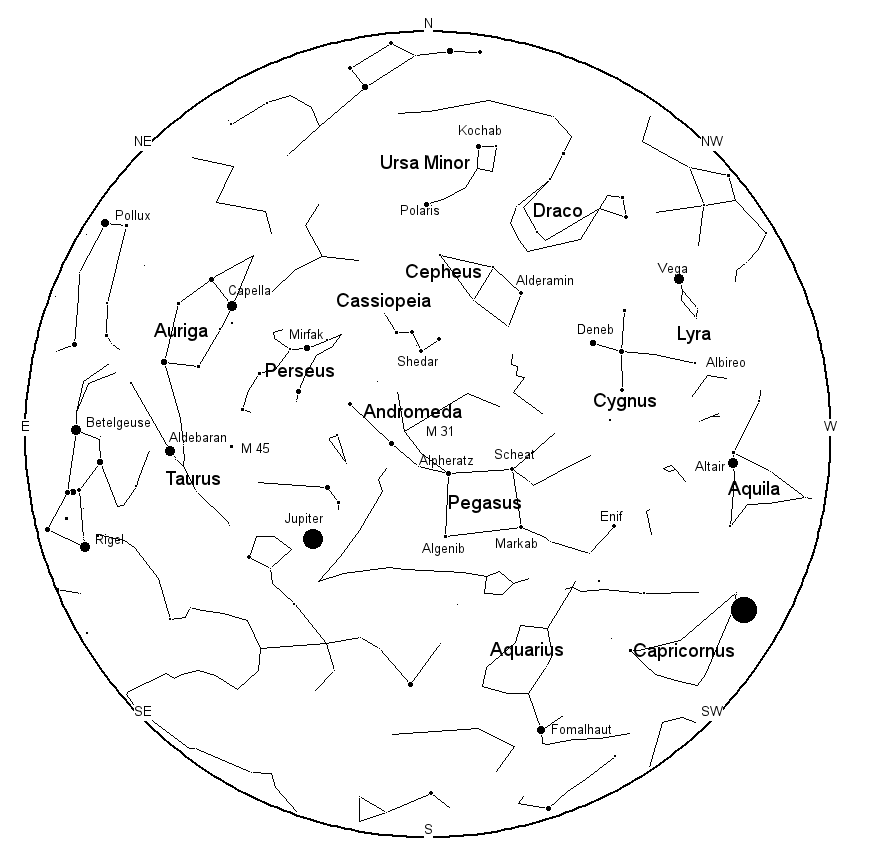 N
NE
NW
Kochab
Ursa Minor
Polaris
Draco
Pollux
Vega
Cepheus
Alderamin
Capella
Cassiopeia
Auriga
Mirfak
Deneb
Lyra
Shedar
Albireo
Perseus
Cygnus
Andromeda
E
Betelgeuse
M 31
W
Aldebaran
M 45
Alpheratz
Scheat
Altair
Taurus
Aquila
Pegasus
Jupiter
Enif
Rigel
Algenib
Markab
Aquarius
Capricornus
SE
SW
Fomalhaut
S